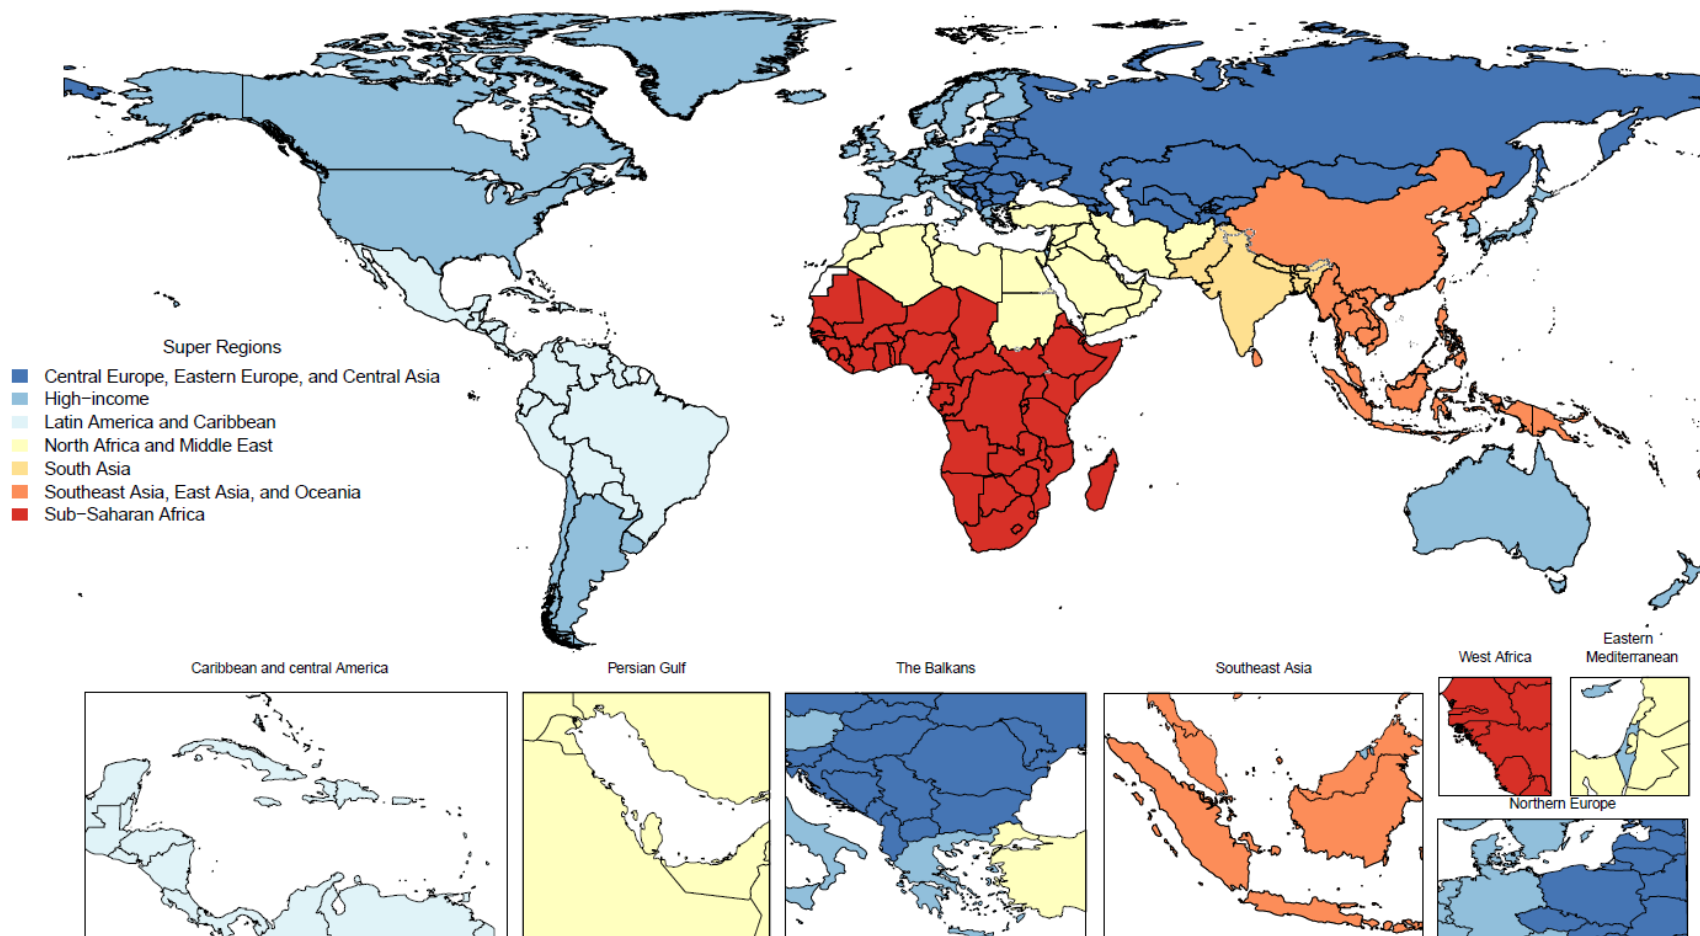 Super Regions
Central Europe, Eastern Europe, and Central Asia
High−income
Latin America and Caribbean
North Africa and Middle East
South Asia
Southeast Asia, East Asia, and Oceania
Sub−Saharan Africa
Caribbean and central America
Persian Gulf
The Balkans
Southeast Asia
West Africa
Eastern
Mediterranean
Northern Europe